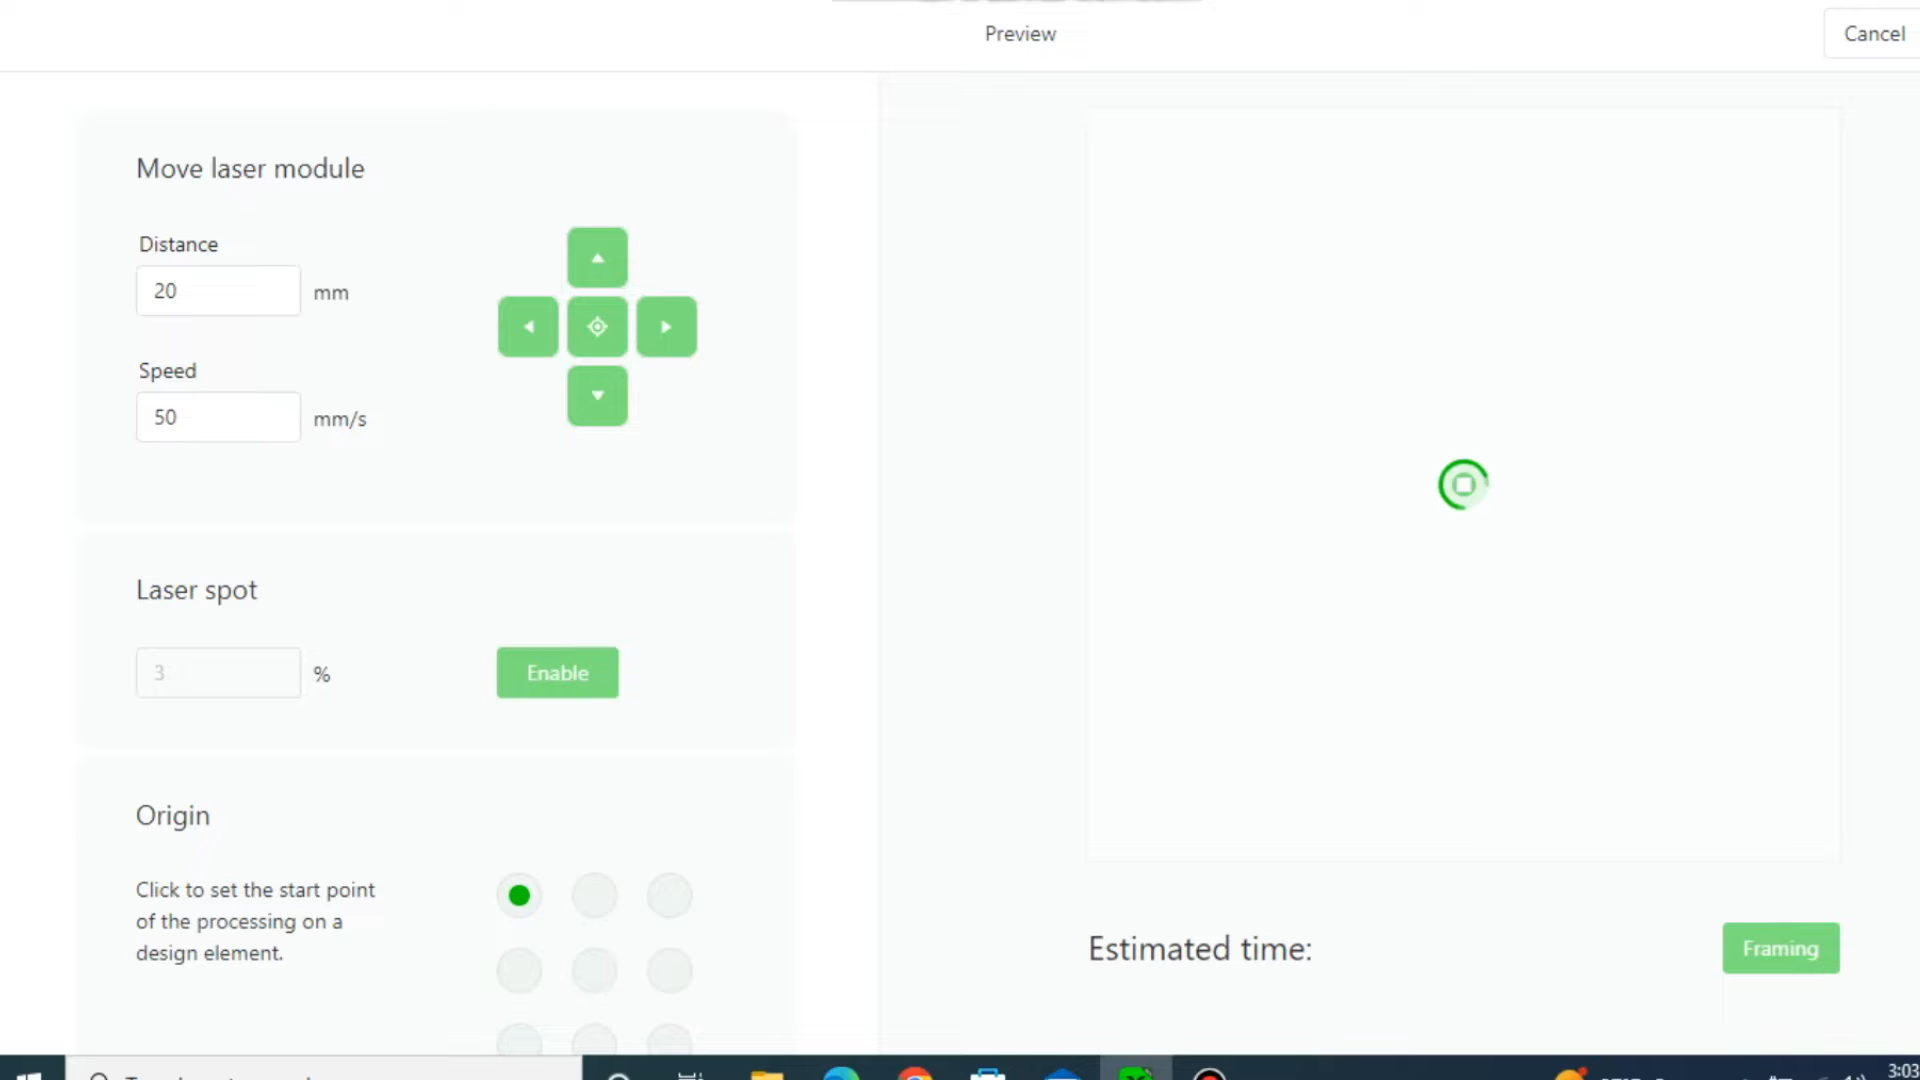 Preview
Cancel
Move laser module
Distance
20 mm
Speed
50 mm/s
Laser spot
3 %
Enable
Origin
Click to set the start point
of the processing on a
design element.
Estimated time:
Framing
3:03